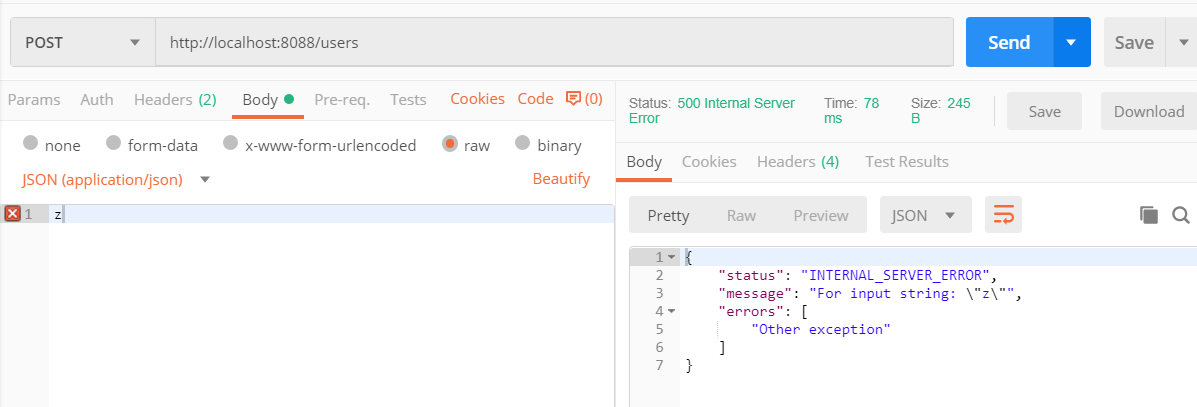 POST
http://localhost:8088/users
Send
Save
Params Auth Headers (2) Body Pre-req. Tests Cookies Code (0)
none form-data x-www-form-urlencoded raw binary
JSON (application/json) Beautify
1 z
Status: 500 Internal Server Error
Time: 78 ms
Size: 245 B
Save
Download
Body Cookies Headers (4) Test Results
Pretty Raw Preview JSON
1 {
2 "status": "INTERNAL_SERVER_ERROR",
3 "message": "For input string: \"z\"",
4 "errors": [
5 "Other exception"
6 ]
7 }